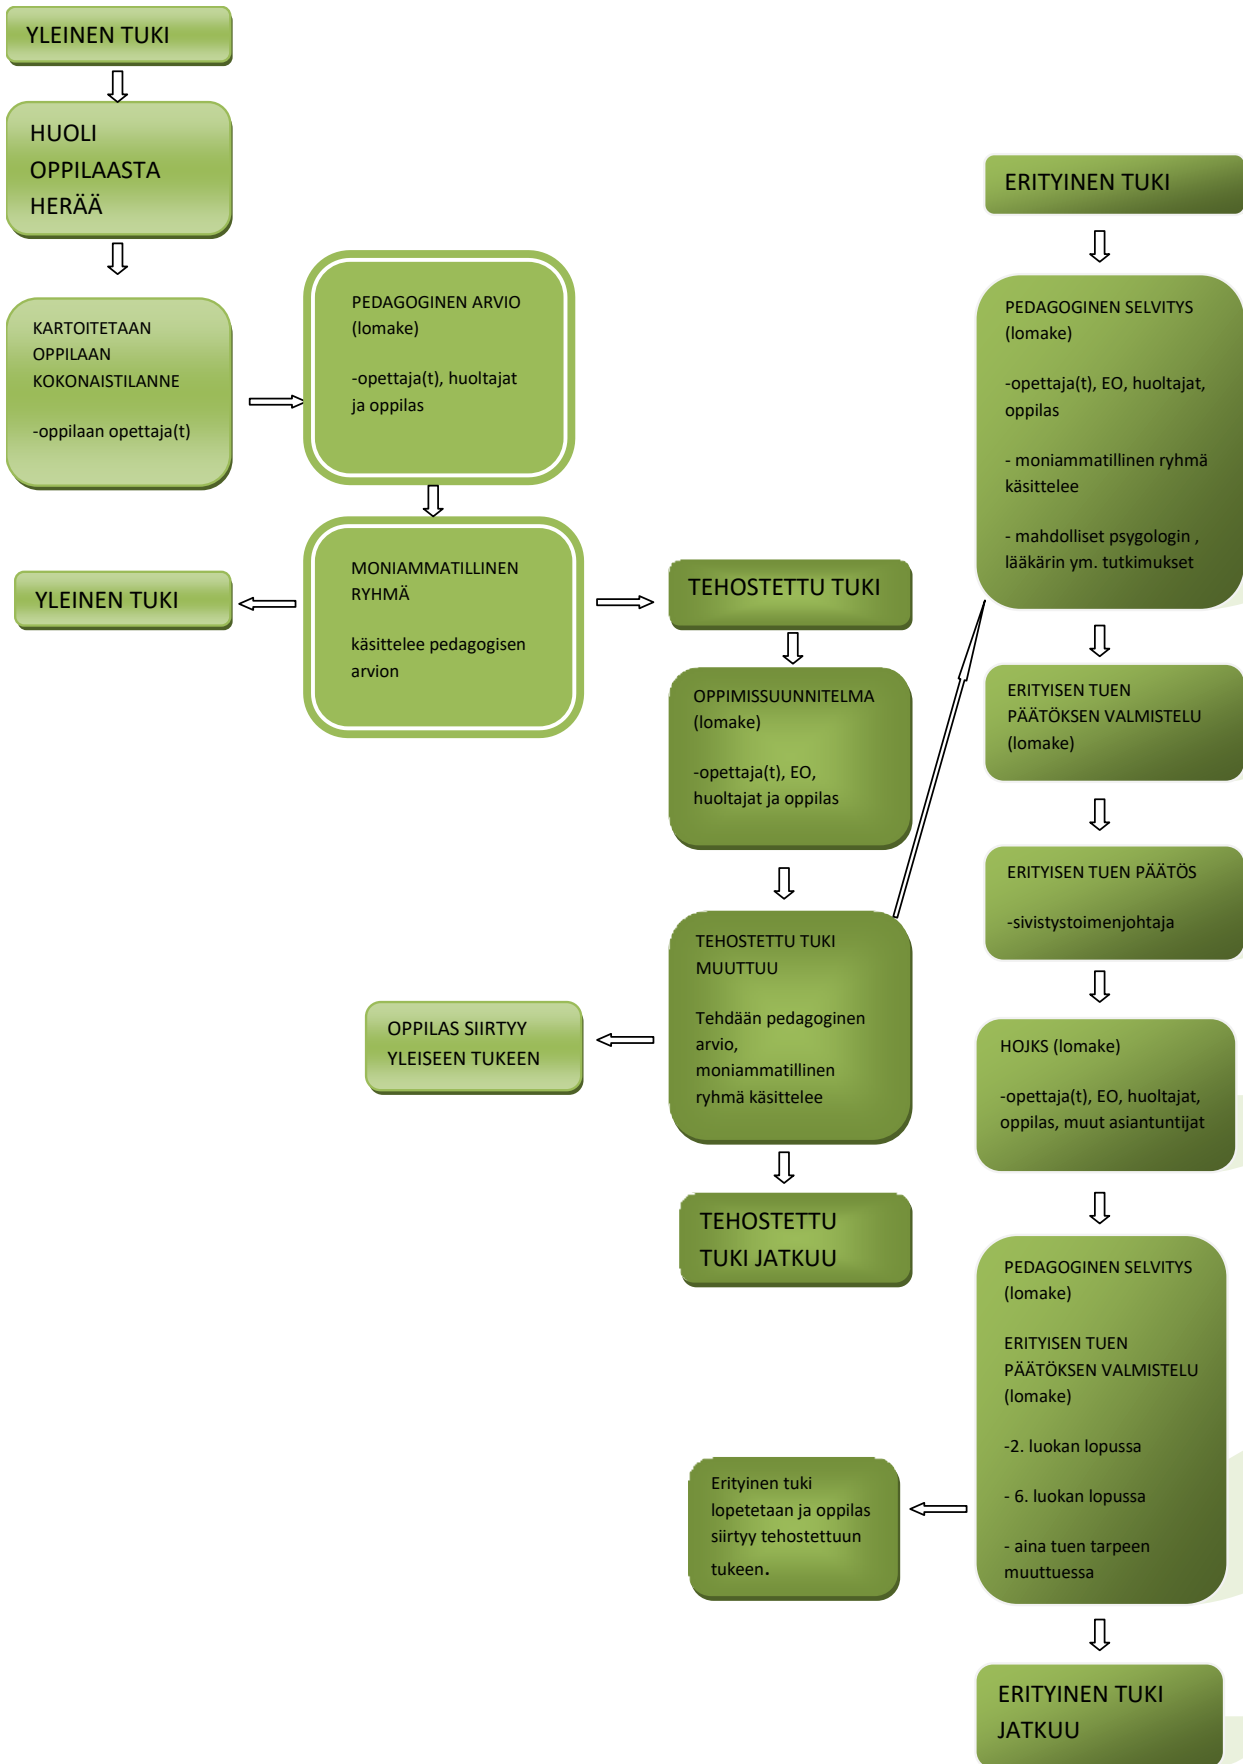 YLEINEN TUKI
HUOLI
OPPILAASTA
HERÄÄ
KARTOITETAAN
OPPILAAN
KOKONAISTILANNE
-oppilaan opettaja(t)
PEDAGOGINEN ARVIO
(lomake)
-opettaja(t), huoltajat
ja oppilas
MONIAMMATILLINEN
RYHMÄ
käsittelee pedagogisen
arvion
YLEINEN TUKI
TEHOSTETTU TUKI
OPPIMISSUUNNITELMA
(lomake)
-opettaja(t), EO,
huoltajat ja oppilas
TEHOSTETTU TUKI
MUUTTUU
Tehdään pedagoginen
arvio,
moniammatillinen
ryhmä käsittelee
OPPILAS SIIRTYY
YLEISEEN TUKEEN
TEHOSTETTU
TUKI JATKUU
ERITYINEN TUKI
PEDAGOGINEN SELVITYS
(lomake)
-opettaja(t), EO, huoltajat,
oppilas
- moniammatillinen ryhmä
käsittelee
- mahdolliset psygologin ,
lääkärin ym. tutkimukset
ERITYISEN TUEN
PÄÄTÖKSEN VALMISTELU
(lomake)
ERITYISEN TUEN PÄÄTÖS
-sivistystoimenjohtaja
HOJKS (lomake)
-opettaja(t), EO, huoltajat,
oppilas, muut asiantuntijat
PEDAGOGINEN SELVITYS
(lomake)
ERITYISEN TUEN
PÄÄTÖKSEN VALMISTELU
(lomake)
-2. luokan lopussa
- 6. luokan lopussa
- aina tuen tarpeen
muuttuessa
Erityinen tuki
lopetetaan ja oppilas
siirtyy tehostettuun
tukeen.
ERITYINEN TUKI
JATKUU